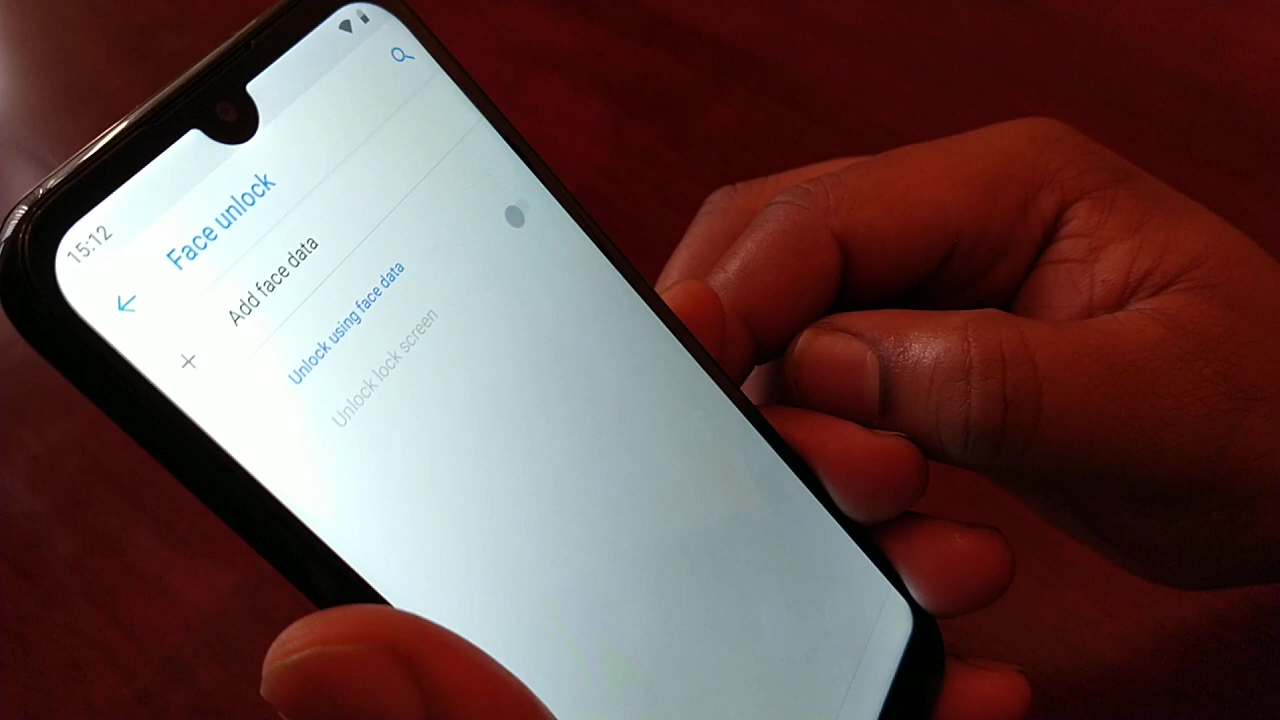 15:12
Face unlock
Add face data
Unlock using face data
Unlock lock screen